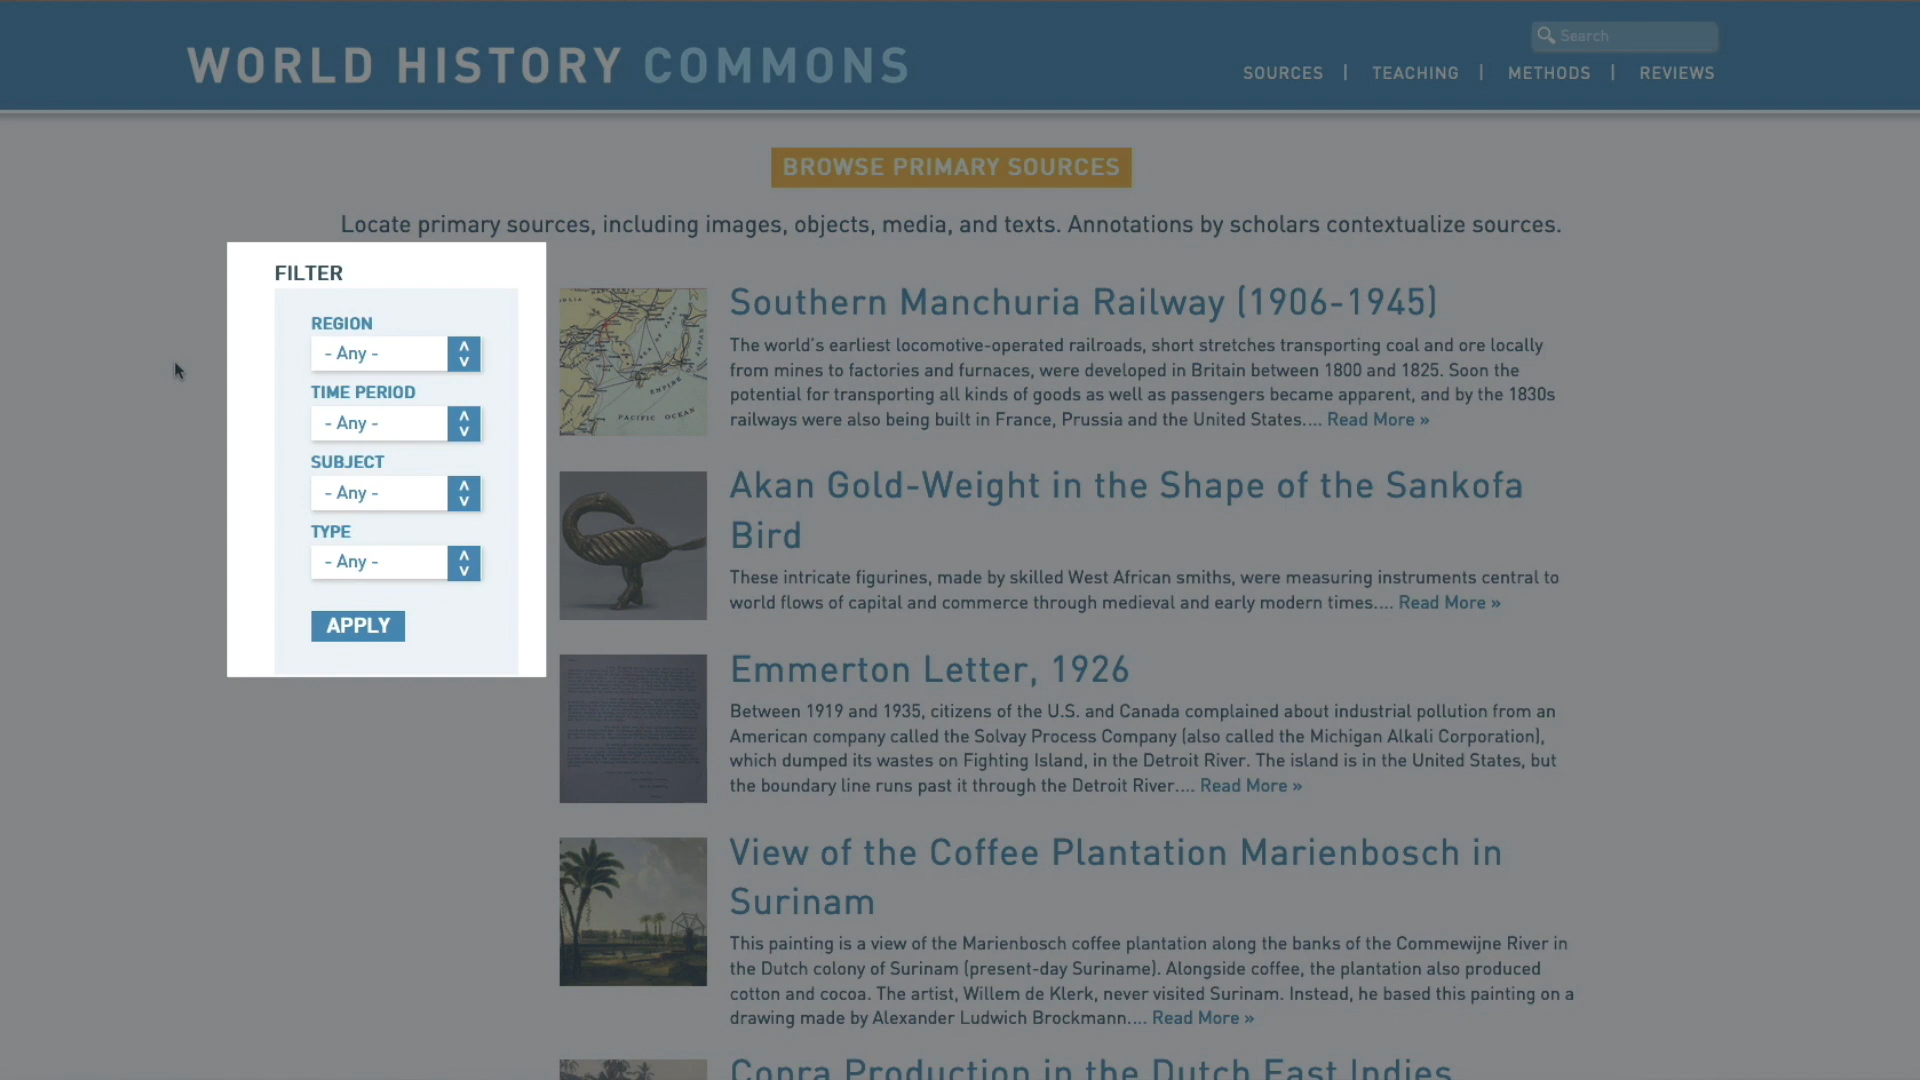 WORLD HISTORY COMMONS
Search
SOURCES | TEACHING | METHODS | REVIEWS
BROWSE PRIMARY SOURCES
Locate primary sources, including images, objects, media, and texts. Annotations by scholars contextualize sources.
FILTER
REGION
- Any -
TIME PERIOD
- Any -
SUBJECT
- Any -
TYPE
- Any -
APPLY
Southern Manchuria Railway (1906-1945)
The world's earliest locomotive-operated railroads, short stretches transporting coal and ore locally
from mines to factories and furnaces, were developed in Britain between 1800 and 1825. Soon the
potential for transporting all kinds of goods as well as passengers became apparent, and by the 1830s
railways were also being built in France, Prussia and the United States.... Read More »
PACIFIC OCEAN
EMPIRE
JAPAN
Akan Gold-Weight in the Shape of the Sankofa
Bird
These intricate figurines, made by skilled West African smiths, were measuring instruments central to
world flows of capital and commerce through medieval and early modern times.... Read More »
Emmerton Letter, 1926
Between 1919 and 1935, citizens of the U.S. and Canada complained about industrial pollution from an
American company called the Solvay Process Company (also called the Michigan Alkali Corporation),
which dumped its wastes on Fighting Island, in the Detroit River. The island is in the United States, but
the boundary line runs past it through the Detroit River.... Read More »
View of the Coffee Plantation Marienbosch in
Surinam
This painting is a view of the Marienbosch coffee plantation along the banks of the Commewijne River in
the Dutch colony of Surinam (present-day Suriname). Alongside coffee, the plantation also produced
cotton and cocoa. The artist, Willem de Klerk, never visited Surinam. Instead, he based this painting on a
drawing made by Alexander Ludwich Brockmann.... Read More »
Copra Production in the Dutch East Indies